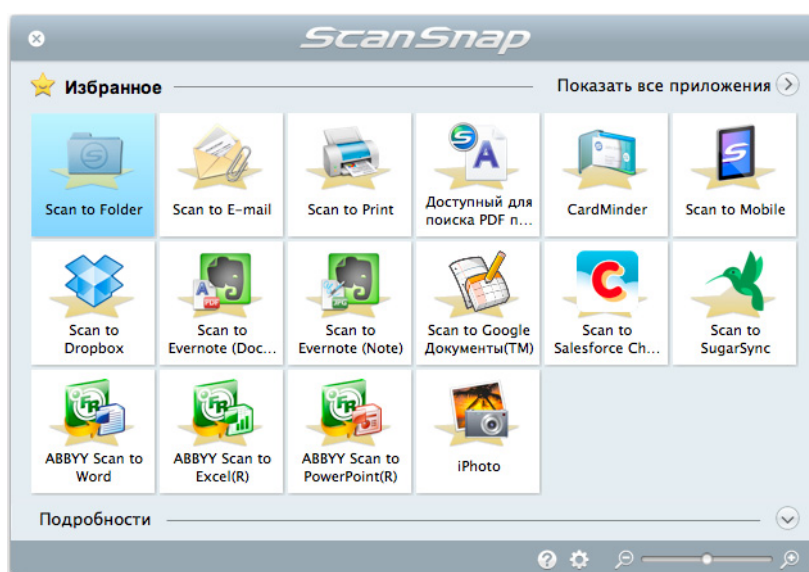 ScanSnap
Избранное
Показать все приложения
Scan to Folder
Scan to E-mail
Scan to Print
Доступный для
поиска PDF п...
CardMinder
Scan to Mobile
Scan to
Dropbox
Scan to
Evernote (Doc...
Scan to
Evernote (Note)
Scan to Google
Документы(TM)
Scan to
Salesforce Ch...
Scan to
SugarSync
ABBYY Scan to
Word
ABBYY Scan to
Excel(R)
ABBYY Scan to
PowerPoint(R)
iPhoto
Подробности